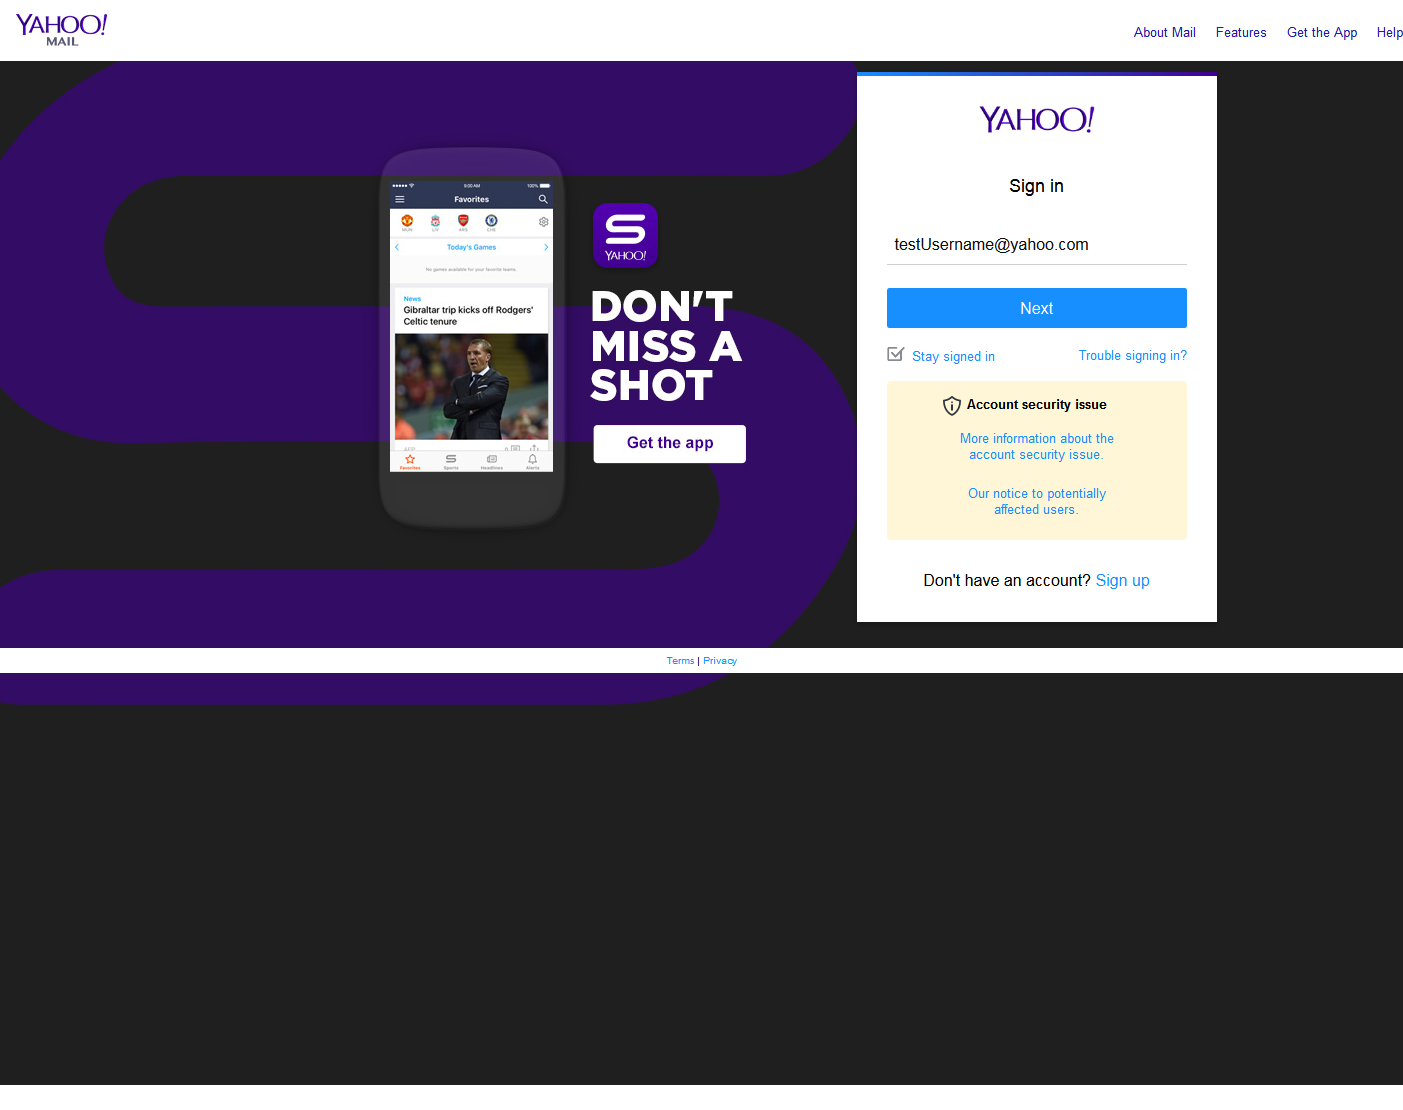 YAHOO!
MAIL
About Mail Features Get the App Help
YAHOO!
Sign in
testUsername@yahoo.com
Next
Stay signed in Trouble signing in?
Account security issue
More information about the
account security issue.
Our notice to potentially
affected users.
Don't have an account? Sign up
9:00 AM 100%
Favorites
MUN LIV ARS CHE
Today's Games
No games available for your favorite teams.
News
Gibraltar trip kicks off Rodgers'
Celtic tenure
AFP
Favorites Sports Headlines Alerts
S
YAHOO!
DON'T
MISS A
SHOT
Get the app
Terms | Privacy